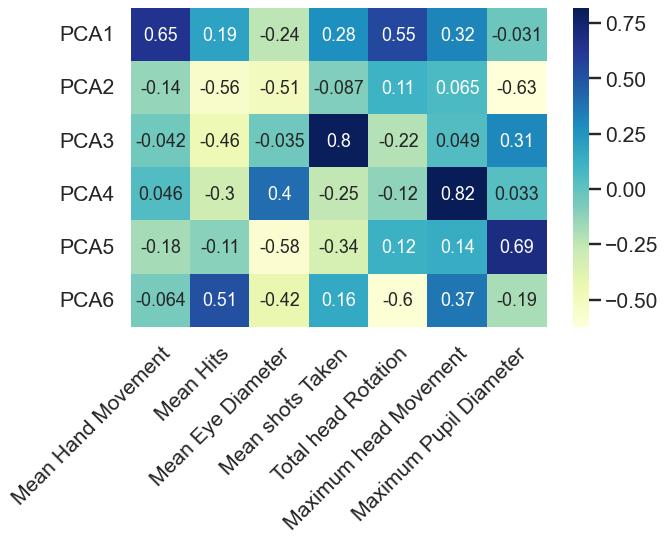 PCA1 0.65 0.19 -0.24 0.28 0.55 0.32 -0.031 0.75
PCA2 -0.14 -0.56 -0.51 -0.087 0.11 0.065 -0.63 0.50
PCA3 -0.042 -0.46 -0.035 0.8 -0.22 0.049 0.31 0.25
PCA4 0.046 -0.3 0.4 -0.25 -0.12 0.82 0.033 0.00
PCA5 -0.18 -0.11 -0.58 -0.34 0.12 0.14 0.69 -0.25
PCA6 -0.064 0.51 -0.42 0.16 -0.6 0.37 -0.19 -0.50
Mean Hand Movement
Mean Hits
Mean Eye Diameter
Mean shots Taken
Total head Rotation
Maximum head Movement
Maximum Pupil Diameter